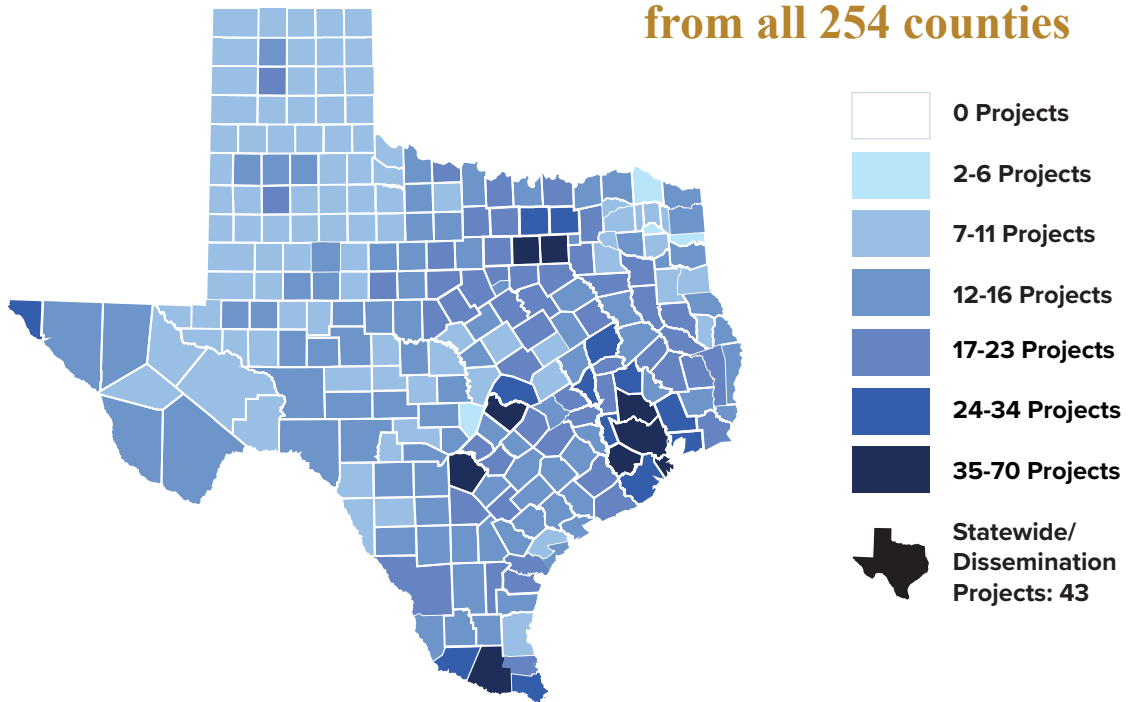 from all 254 counties
0 Projects
2-6 Projects
7-11 Projects
12-16 Projects
17-23 Projects
24-34 Projects
35-70 Projects
Statewide/
Dissemination
Projects: 43